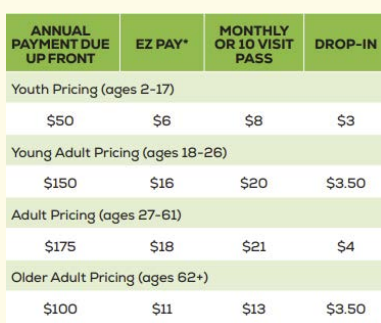 ANNUAL PAYMENT DUE UP FRONT EZ PAY* MONTHLY OR 10 VISIT PASS DROP-IN
Youth Pricing (ages 2-17)
$50 $6 $8 $3
Young Adult Pricing (ages 18-26)
$150 $16 $20 $3.50
Adult Pricing (ages 27-61)
$175 $18 $21 $4
Older Adult Pricing (ages 62+)
$100 $11 $13 $3.50